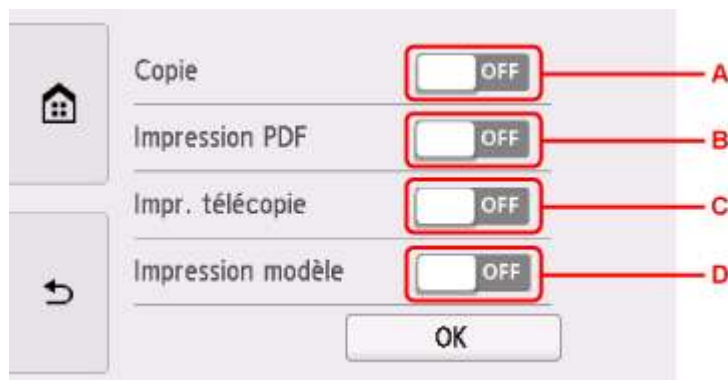 Copie OFF A
Impression PDF OFF B
Impr. télécopie OFF C
Impression modèle OFF D
OK